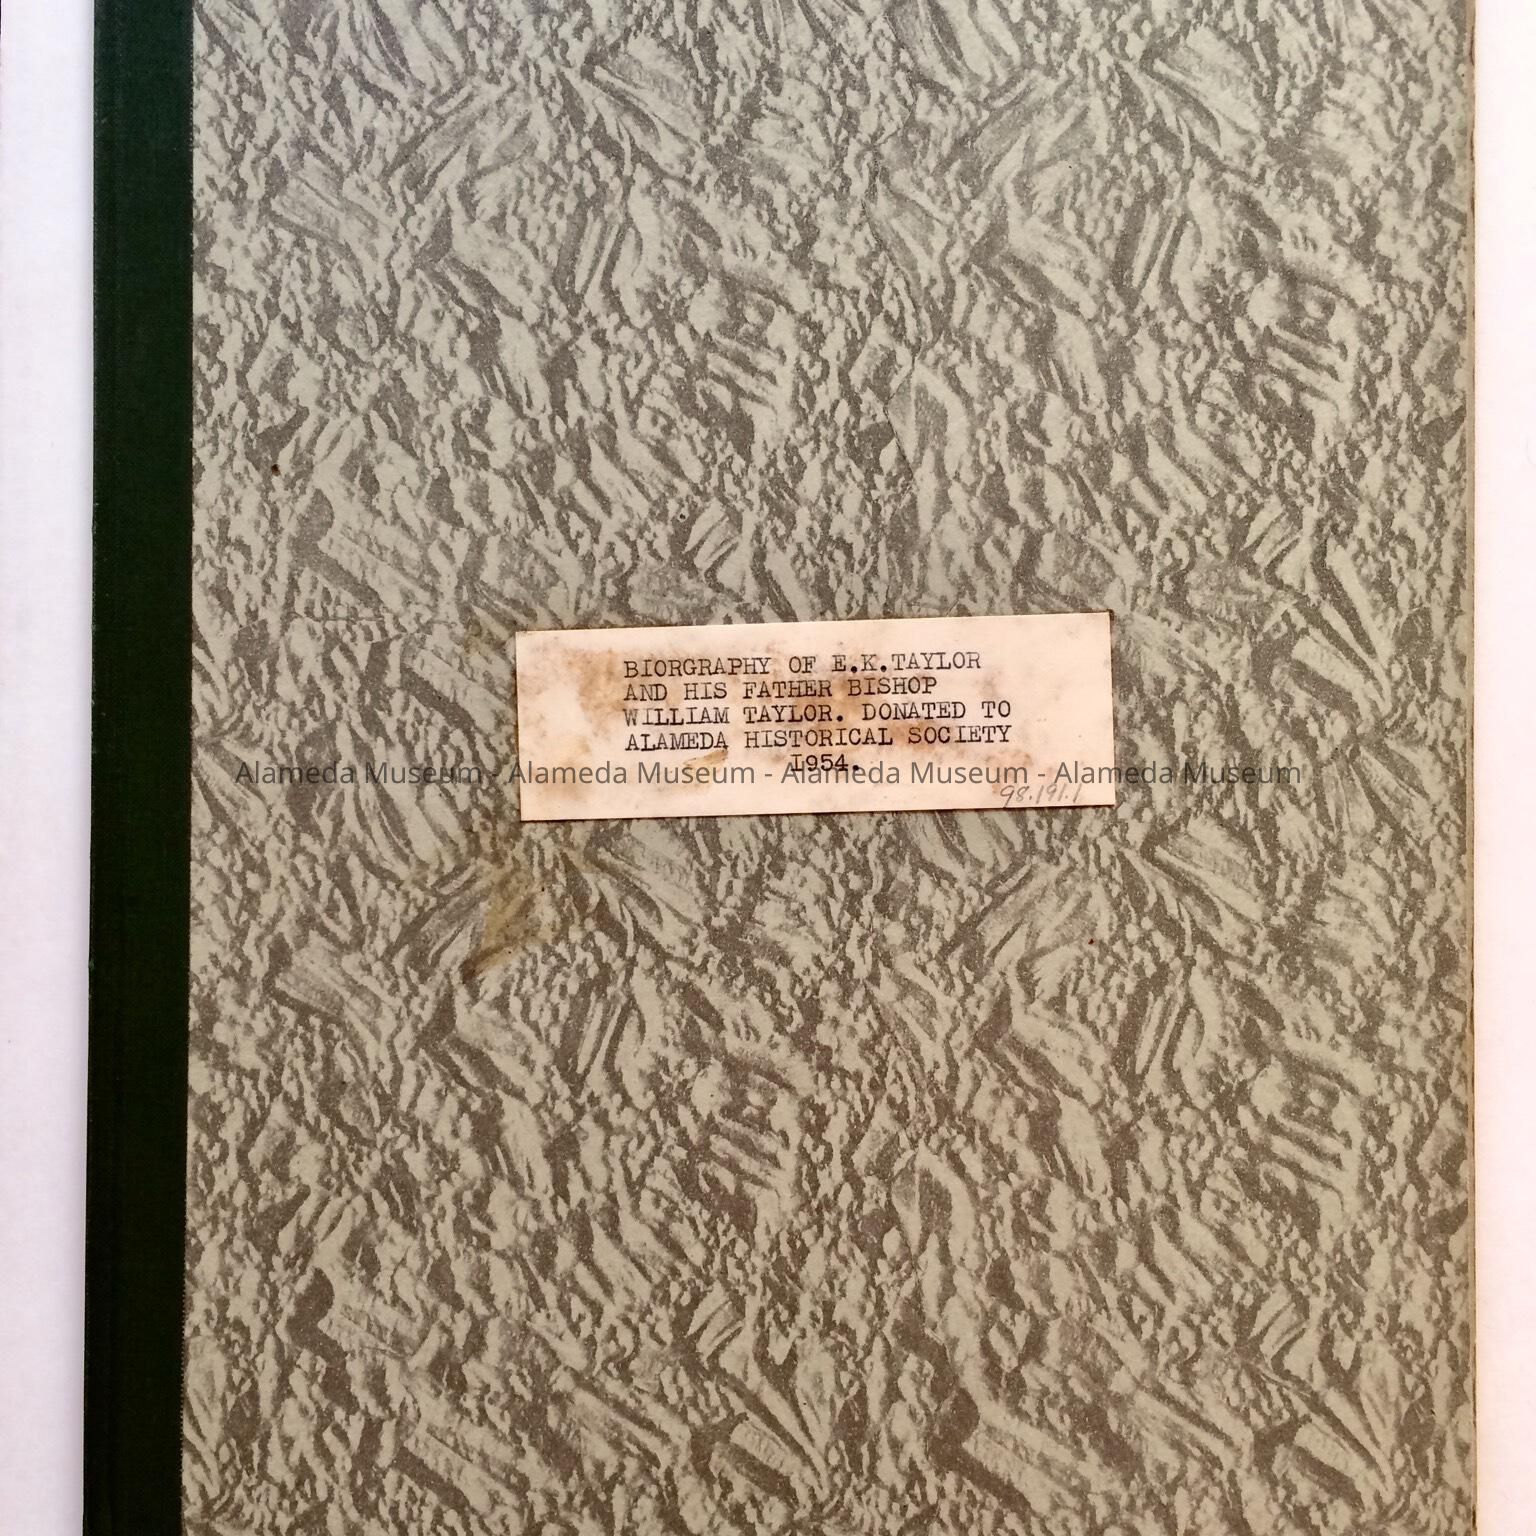 BIORGRAPHY OF E.K.TAYLOR
AND HIS FATHER BISHOP
WILLIAM TAYLOR. DONATED TO
ALAMEDA HISTORICAL SOCIETY
1954.
Alameda Museum - Alameda Museum - Alameda Museum - Alameda Museum
98.191.1